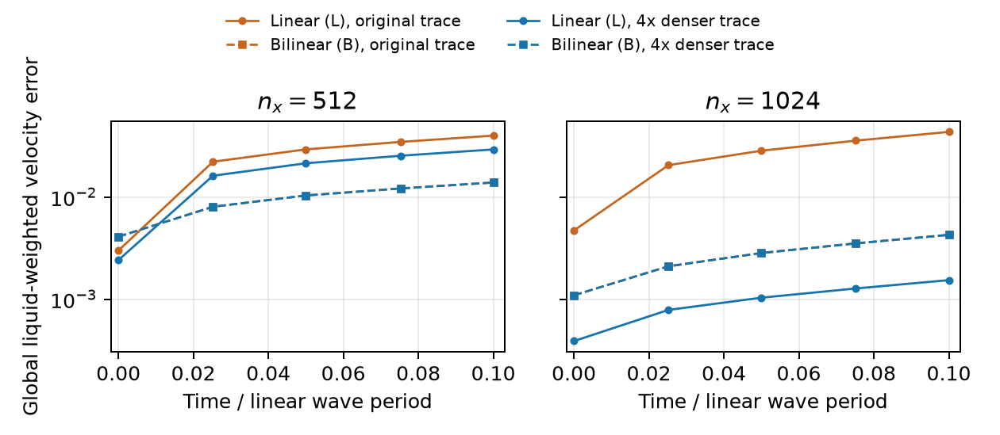 Linear (L), original trace
Bilinear (B), original trace
Linear (L), 4x denser trace
Bilinear (B), 4x denser trace
Global liquid-weighted velocity error
nₓ = 512
10⁻²
10⁻³
0.00 0.02 0.04 0.06 0.08 0.10
Time / linear wave period
nₓ = 1024
0.00 0.02 0.04 0.06 0.08 0.10
Time / linear wave period